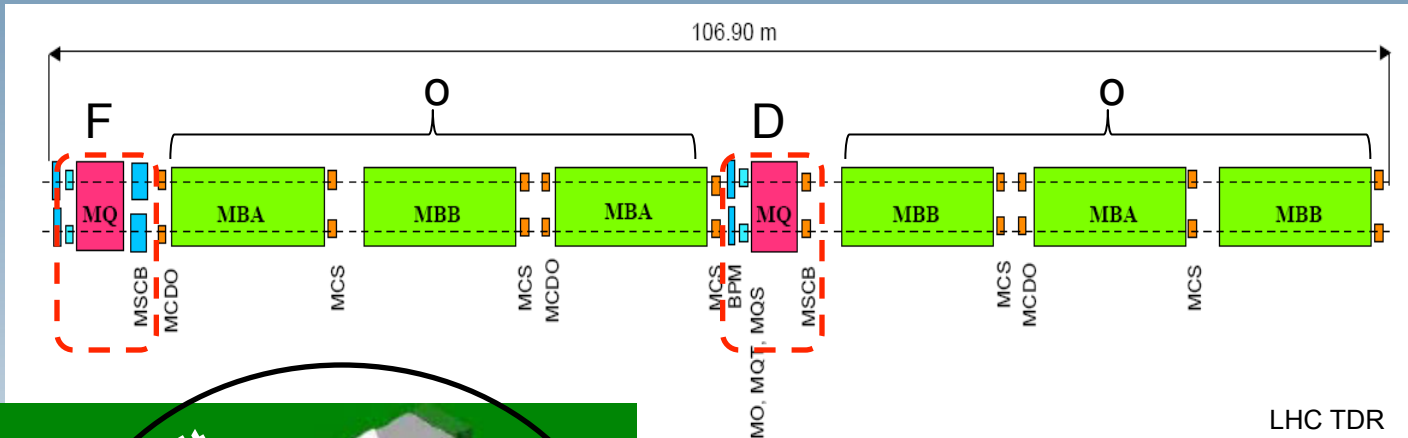 106.90 m
F O D O
MQ MBA MBB MBA MQ MBB MBA MBB
MSCB
MCDO
MCS
MCS
MCDO
MCS
BPM
MO, MQT, MQS
MSCB
MCS
MCDO
MCS
LHC TDR